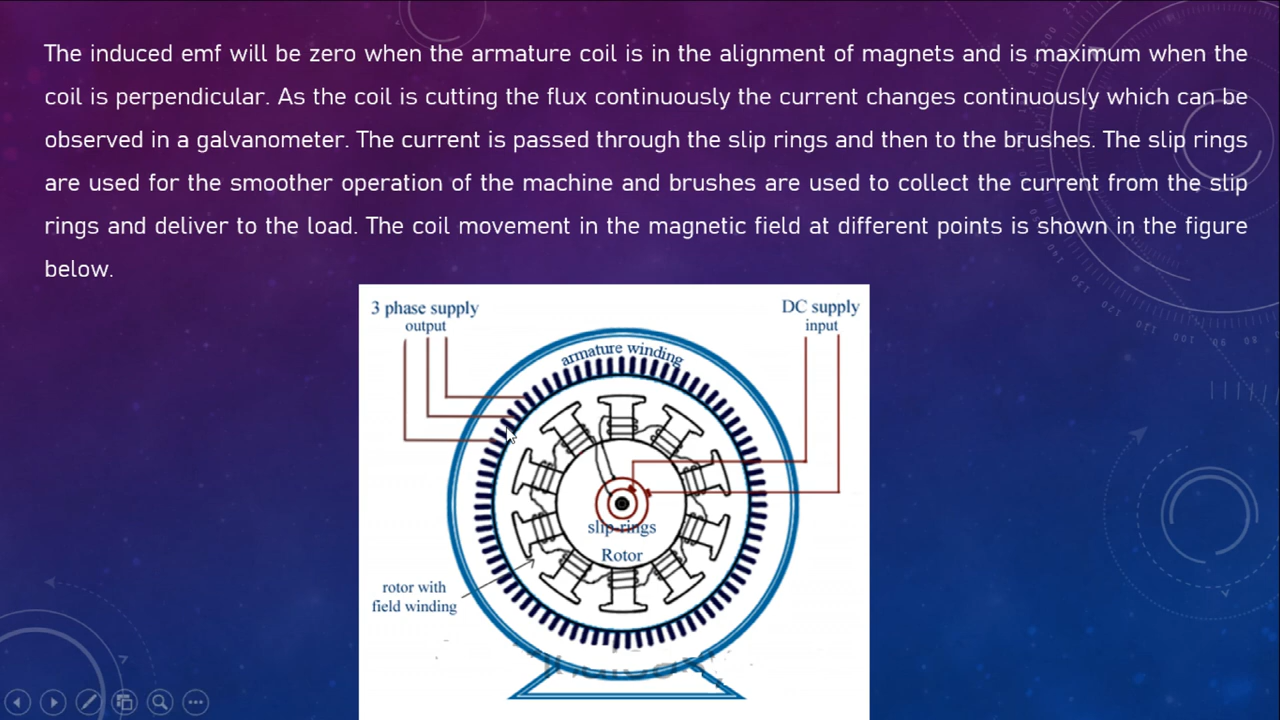 The induced emf will be zero when the armature coil is in the alignment of magnets and is maximum when the
coil is perpendicular. As the coil is cutting the flux continuously the current changes continuously which can be
observed in a galvanometer. The current is passed through the slip rings and then to the brushes. The slip rings
are used for the smoother operation of the machine and brushes are used to collect the current from the slip
rings and deliver to the load. The coil movement in the magnetic field at different points is shown in the figure
below.
3 phase supply
output
DC supply
input
armature winding
slip-rings
Rotor
rotor with
field winding